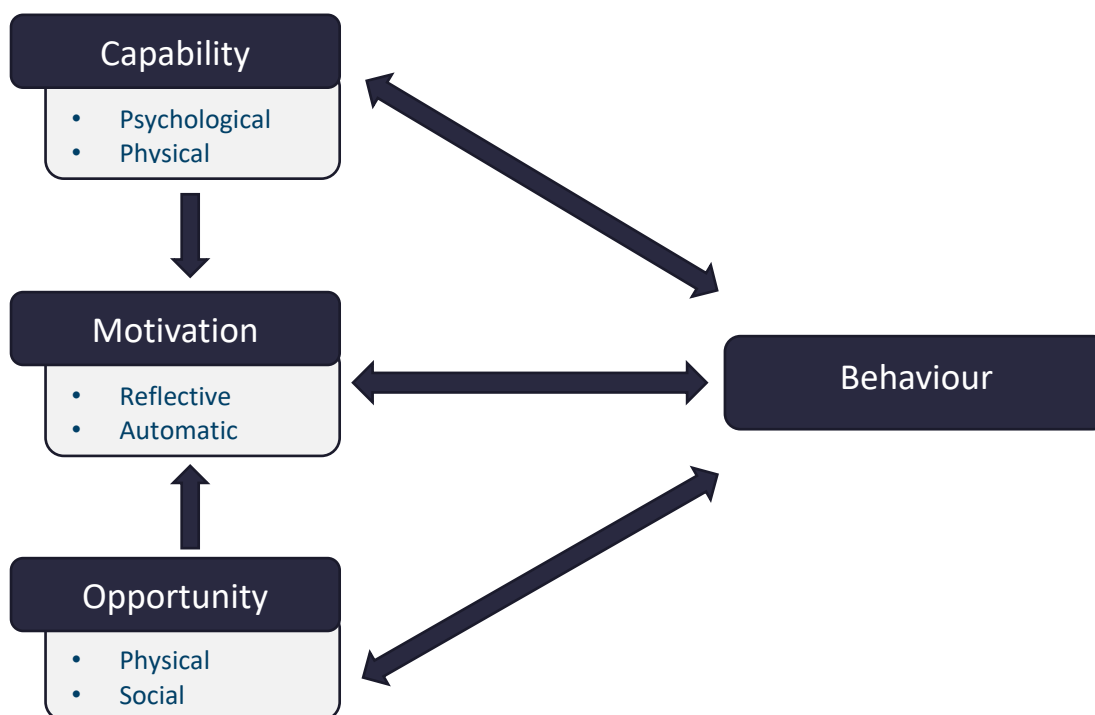 Capability
• Psychological
• Physical
Motivation
• Reflective
• Automatic
Behaviour
Opportunity
• Physical
• Social